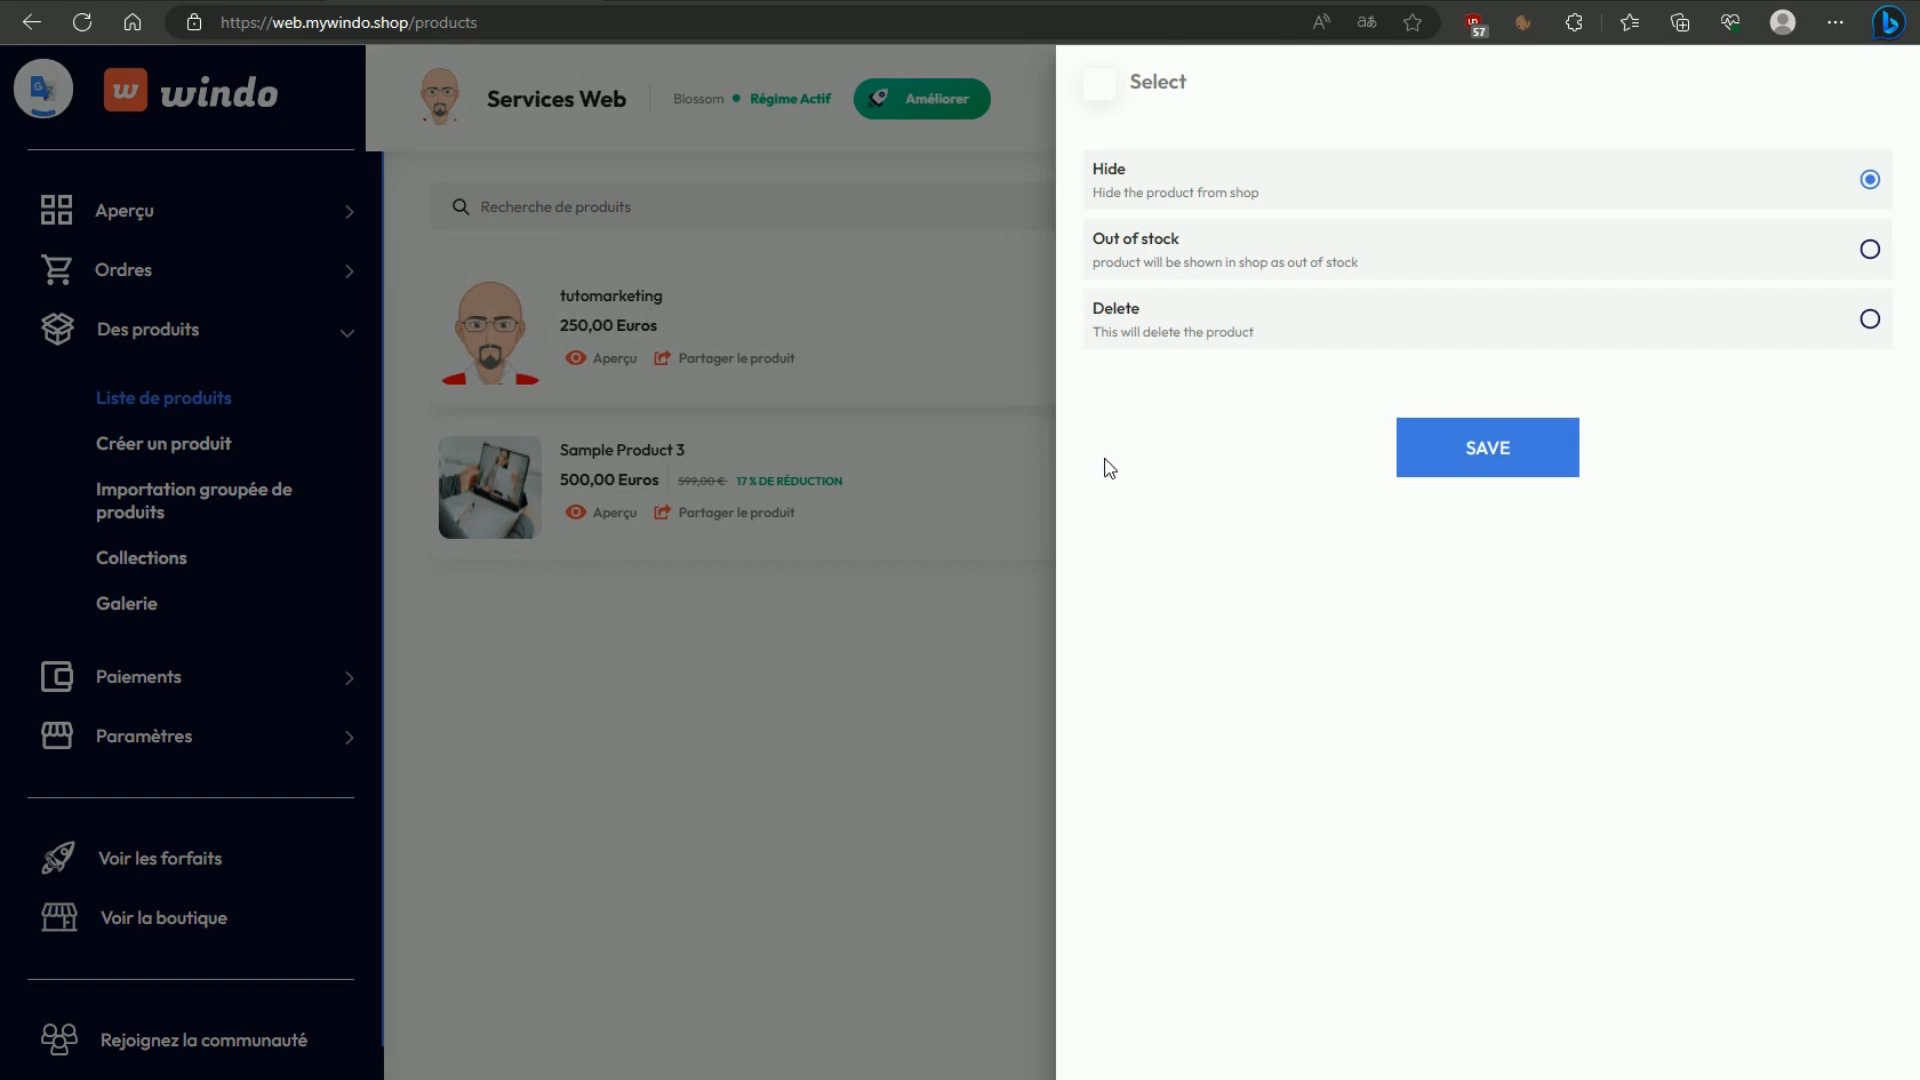 https://web.mywindo.shop/products
57
w windo
Services Web
Blossom
Régime Actif
Améliorer
Select
Aperçu
Ordres
Des produits
Liste de produits
Créer un produit
Importation groupée de
produits
Collections
Galerie
Paiements
Paramètres
Voir les forfaits
Voir la boutique
Rejoignez la communauté
Recherche de produits
tutomarketing
250,00 Euros
Aperçu
Partager le produit
Sample Product 3
500,00 Euros
599,00 €
17 % DE RÉDUCTION
Aperçu
Partager le produit
Hide
Hide the product from shop
Out of stock
product will be shown in shop as out of stock
Delete
This will delete the product
SAVE